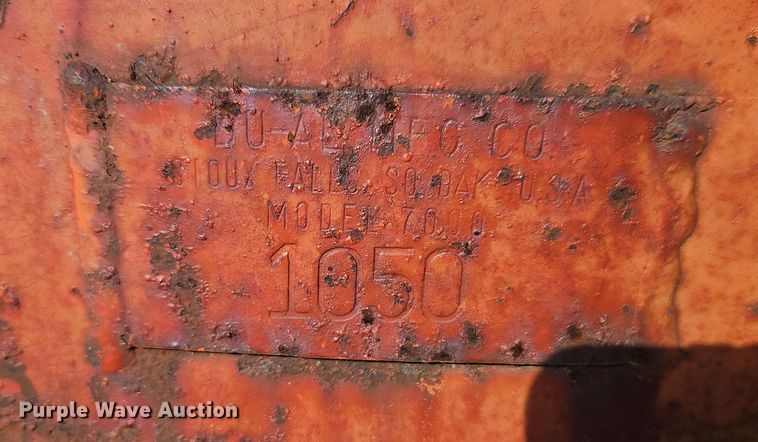 DU-AL MFG CO.
SIOUX FALLS, SO. DAK. U.S.A
MODEL 7000
1050
Purple Wave Auction